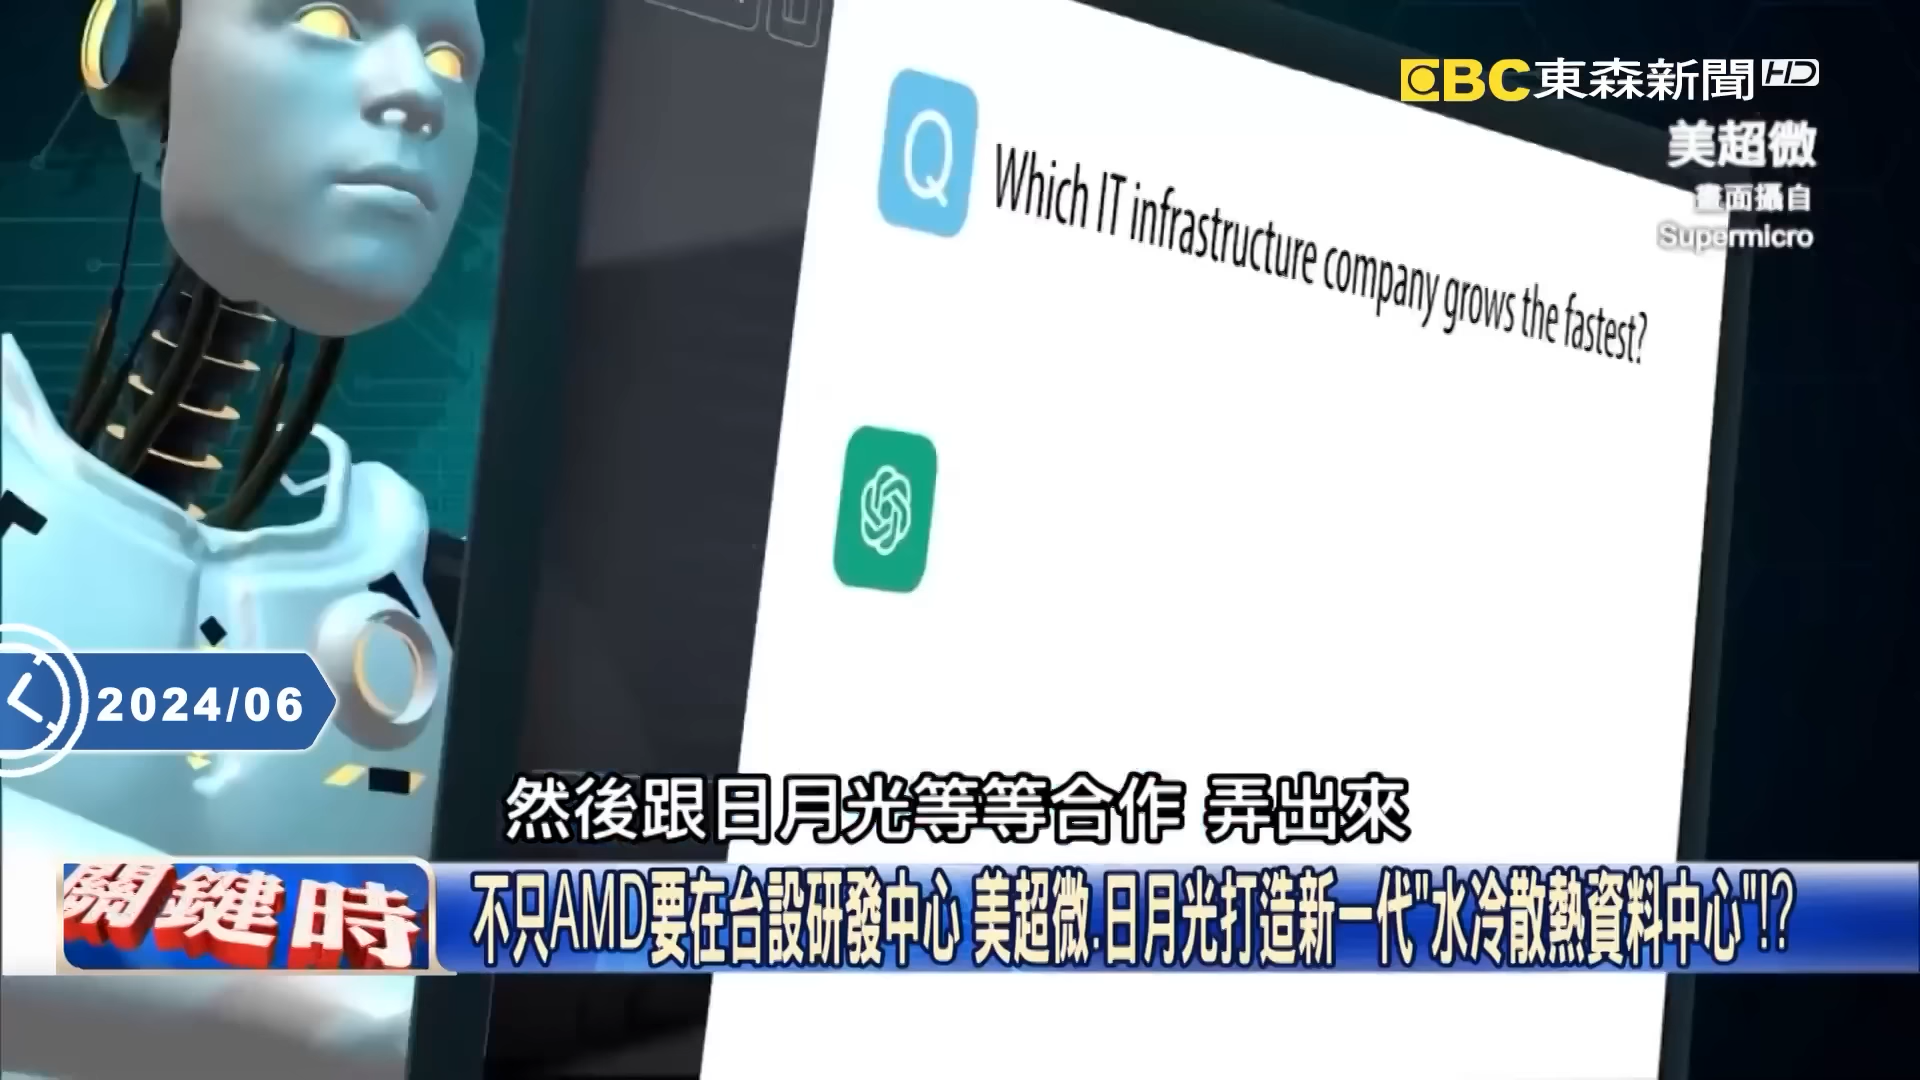 EBC東森新聞HD
美超微
畫面攝自
Supermicro
Q
Which IT infrastructure company grows the fastest?
2024/06
然後跟日月光等等合作 弄出來
關鍵時
不只AMD要在台設研發中心 美超微.日月光打造新一代"水冷散熱資料中心"!?